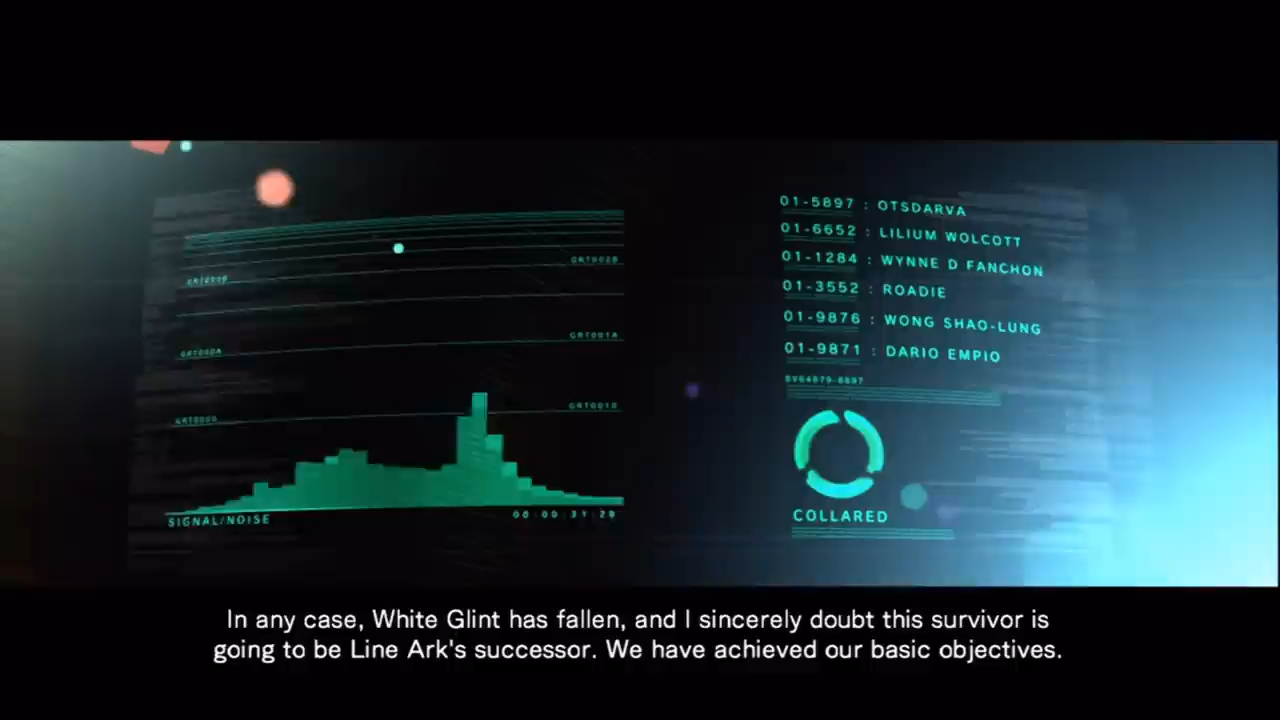 01-5897 : OTSDARVA
01-6652 : LILIUM WOLCOTT
GRT002B
01-1284 : WYNNE D FANCHON
01-3552 : ROADIE
01-9876 : WONG SHAO-LUNG
GRT001A
01-9871 : DARIO EMPIO
COLLARED
SIGNAL/NOISE
In any case, White Glint has fallen, and I sincerely doubt this survivor is
going to be Line Ark's successor. We have achieved our basic objectives.